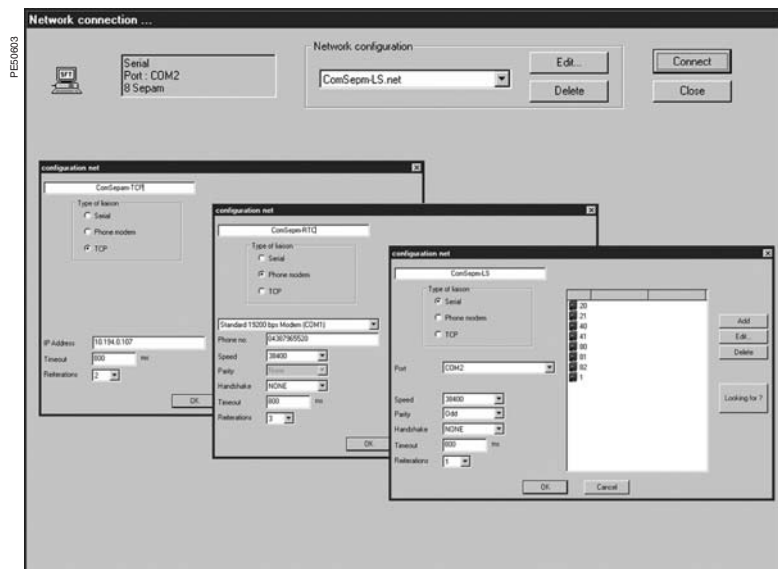 PE50603
Network connection ...
Serial
Port : COM2
8 Sepam
Network configuration
ComSepm-LS.net
Edit...
Delete
Connect
Close
SFT
configuration net
ComSepam-TCP
Type of liaison
Serial
Phone modem
TCP
IP Address 10.194.0.107
Timeout 800 ms
Reiterations 2
OK
configuration net
ComSepm-RTC
Type of liaison
Serial
Phone modem
TCP
Standard 19200 bps Modem (COM1)
Phone no. 04387965520
Speed 38400
Parity None
Handshake NONE
Timeout 800 ms
Reiterations 3
OK
configuration net
ComSepm-LS
Type of liaison
Serial
Phone modem
TCP
Port COM2
Speed 38400
Parity Odd
Handshake NONE
Timeout 800 ms
Reiterations 1
20
21
40
41
80
81
82
1
Add
Edit...
Delete
Looking for ?
OK
Cancel